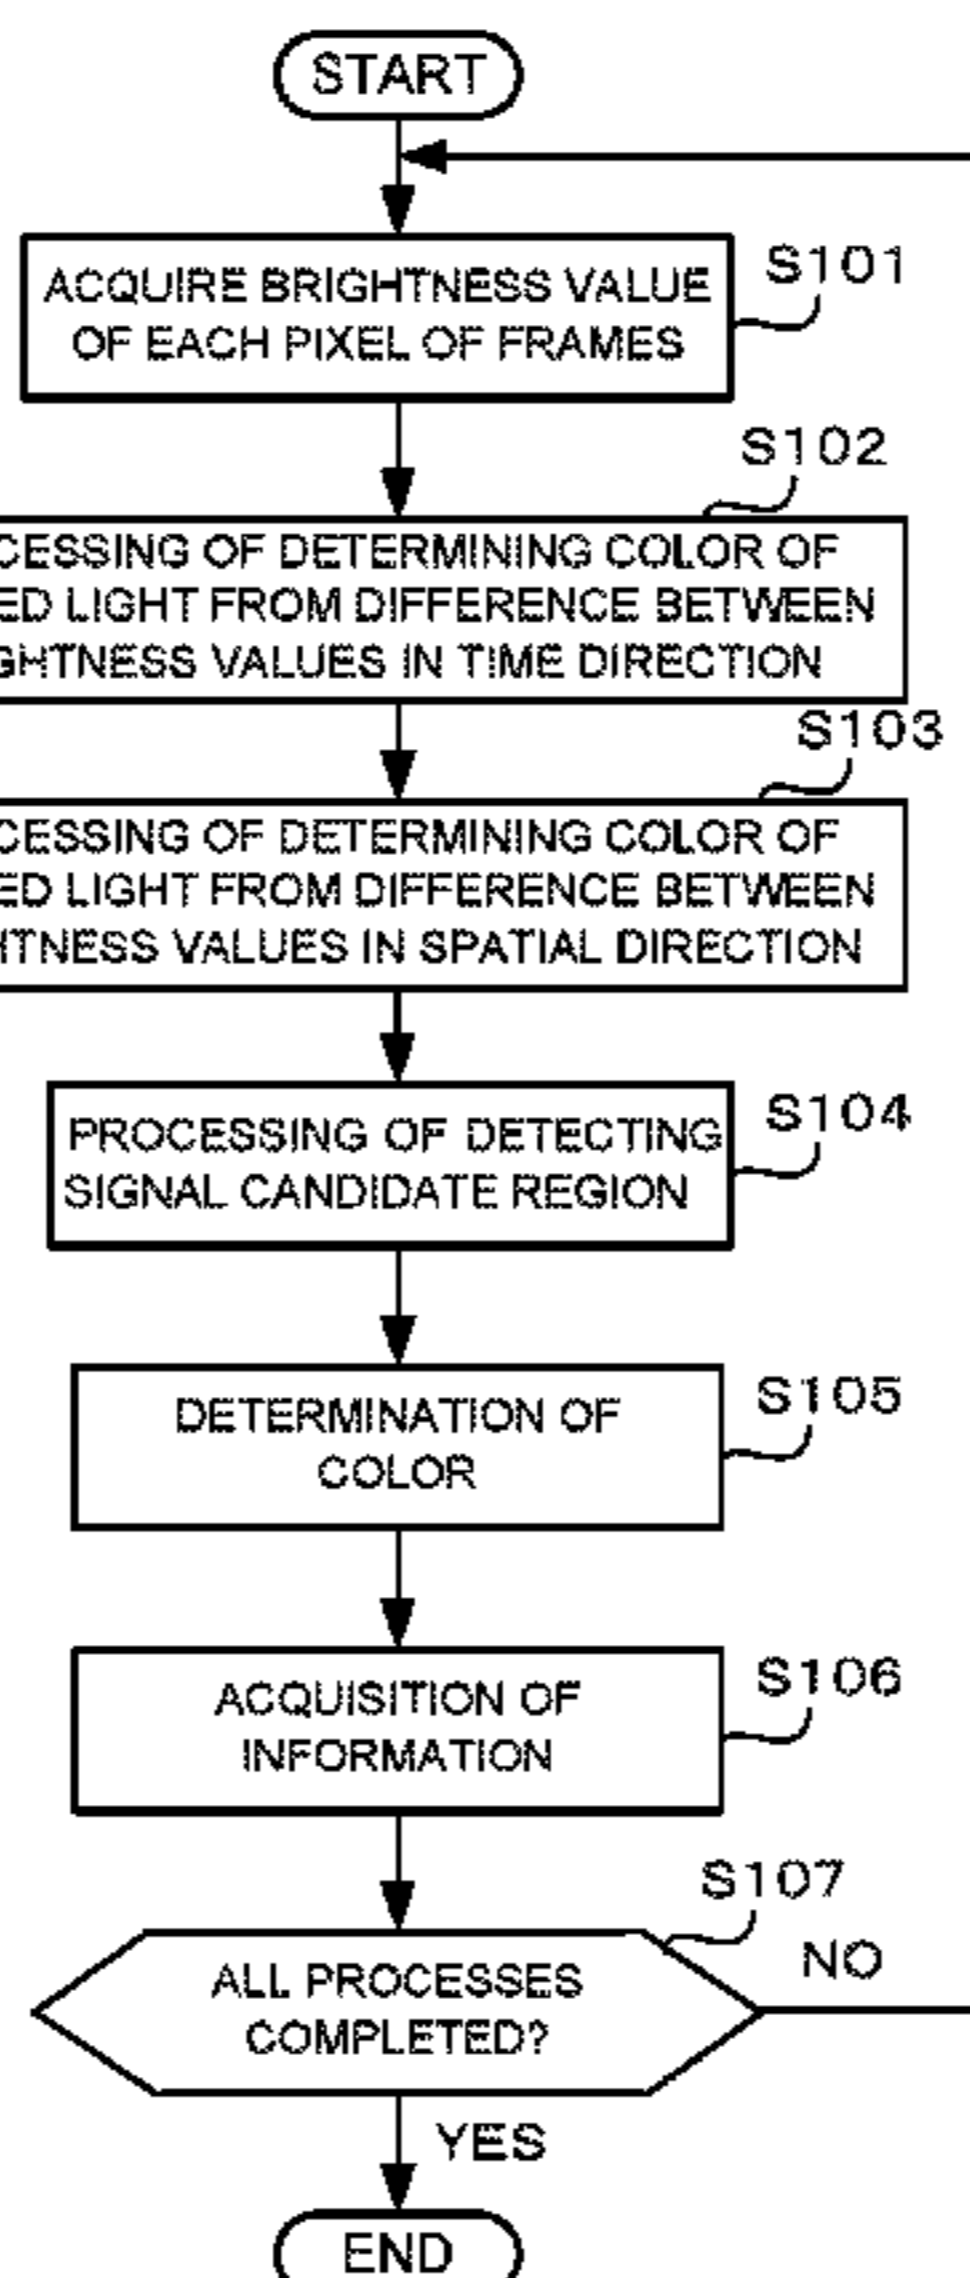 START
ACQUIRE BRIGHTNESS VALUE
OF EACH PIXEL OF FRAMES
S101
S102
CESSING OF DETERMINING COLOR OF
ED LIGHT FROM DIFFERENCE BETWEEN
GHTNESS VALUES IN TIME DIRECTION
S103
CESSING OF DETERMINING COLOR OF
ED LIGHT FROM DIFFERENCE BETWEEN
HTNESS VALUES IN SPATIAL DIRECTION
PROCESSING OF DETECTING
SIGNAL CANDIDATE REGION
S104
DETERMINATION OF
COLOR
S105
ACQUISITION OF
INFORMATION
S106
S107
ALL PROCESSES
COMPLETED?
NO
YES
END